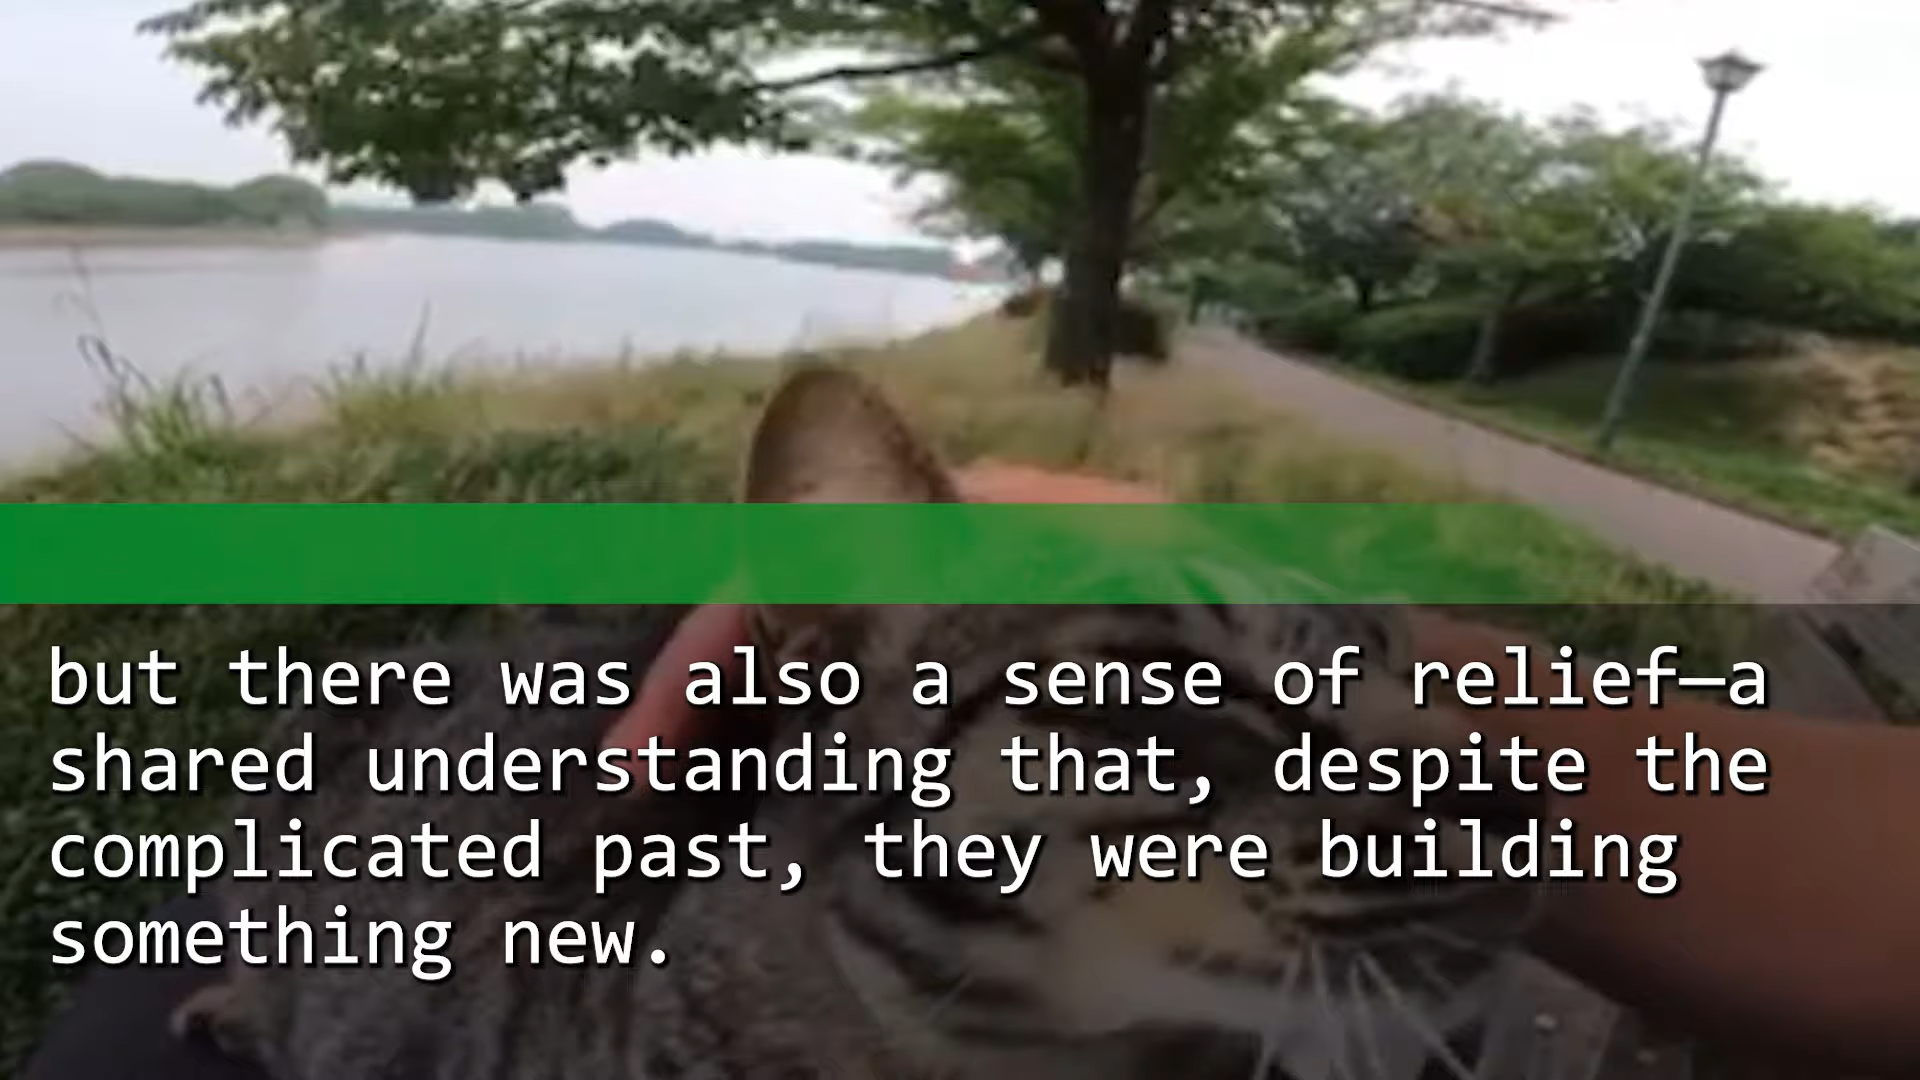 but there was also a sense of relief—a
shared understanding that, despite the
complicated past, they were building
something new.